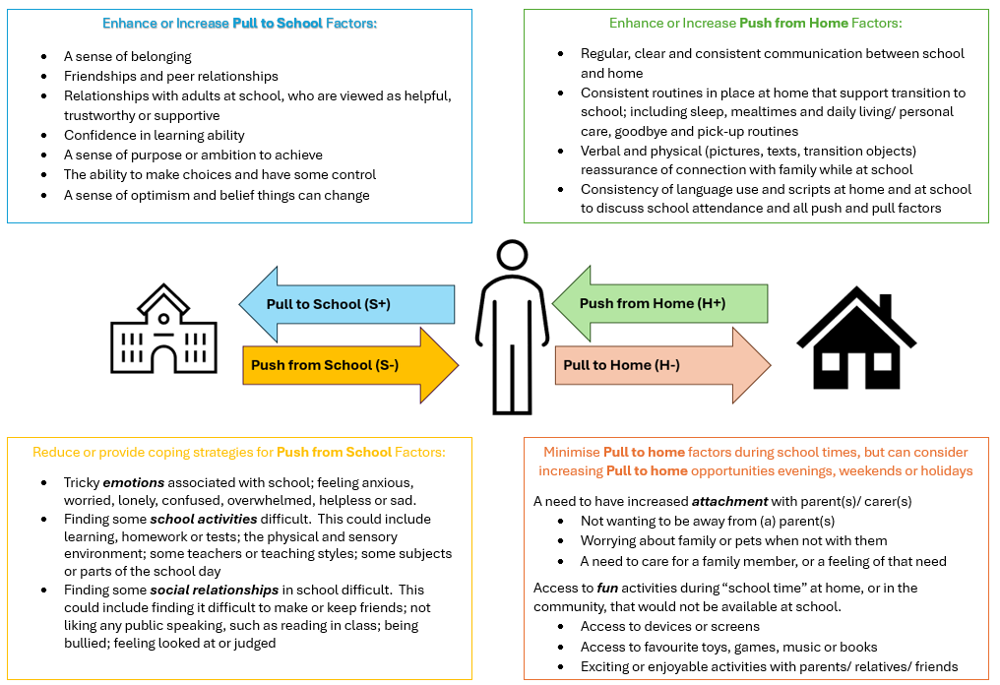 Enhance or Increase Pull to School Factors:
• A sense of belonging
• Friendships and peer relationships
• Relationships with adults at school, who are viewed as helpful,
trustworthy or supportive
• Confidence in learning ability
• A sense of purpose or ambition to achieve
• The ability to make choices and have some control
• A sense of optimism and belief things can change
Enhance or Increase Push from Home Factors:
• Regular, clear and consistent communication between school
and home
• Consistent routines in place at home that support transition to
school; including sleep, mealtimes and daily living/ personal
care, goodbye and pick-up routines
• Verbal and physical (pictures, texts, transition objects)
reassurance of connection with family while at school
• Consistency of language use and scripts at home and at school
to discuss school attendance and all push and pull factors
Pull to School (S+)
Push from Home (H+)
Push from School (S-)
Pull to Home (H-)
Reduce or provide coping strategies for Push from School Factors:
• Tricky emotions associated with school; feeling anxious,
worried, lonely, confused, overwhelmed, helpless or sad.
• Finding some school activities difficult.  This could include
learning, homework or tests; the physical and sensory
environment; some teachers or teaching styles; some subjects
or parts of the school day
• Finding some social relationships in school difficult.  This
could include finding it difficult to make or keep friends; not
liking any public speaking, such as reading in class; being
bullied; feeling looked at or judged
Minimise Pull to home factors during school times, but can consider
increasing Pull to home opportunities evenings, weekends or holidays
A need to have increased attachment with parent(s)/ carer(s)
• Not wanting to be away from (a) parent(s)
• Worrying about family or pets when not with them
• A need to care for a family member, or a feeling of that need
Access to fun activities during “school time” at home, or in the
community, that would not be available at school.
• Access to devices or screens
• Access to favourite toys, games, music or books
• Exciting or enjoyable activities with parents/ relatives/ friends